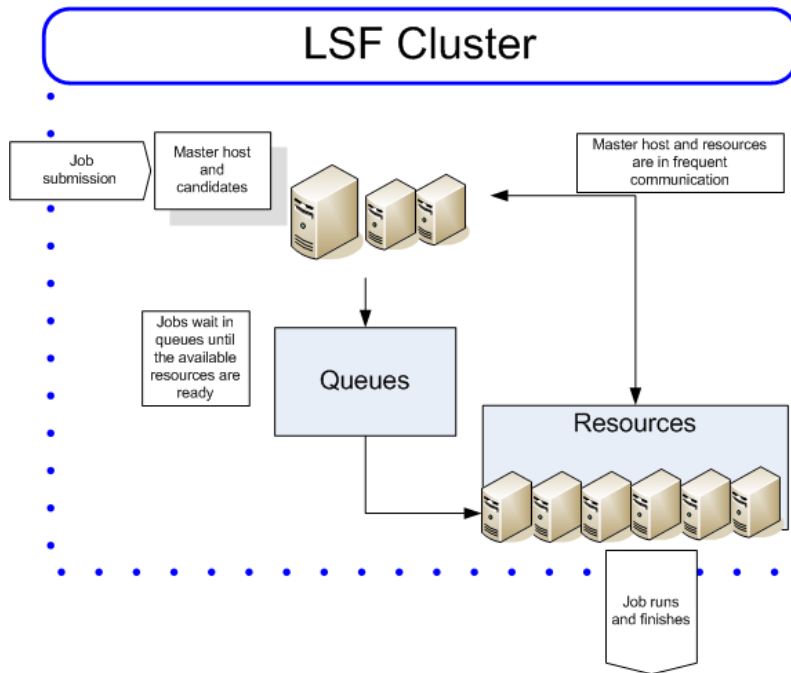 LSF Cluster
Job
submission
Master host
and
candidates
Master host and resources
are in frequent
communication
Jobs wait in
queues until
the available
resources are
ready
Queues
Resources
Job runs
and finishes